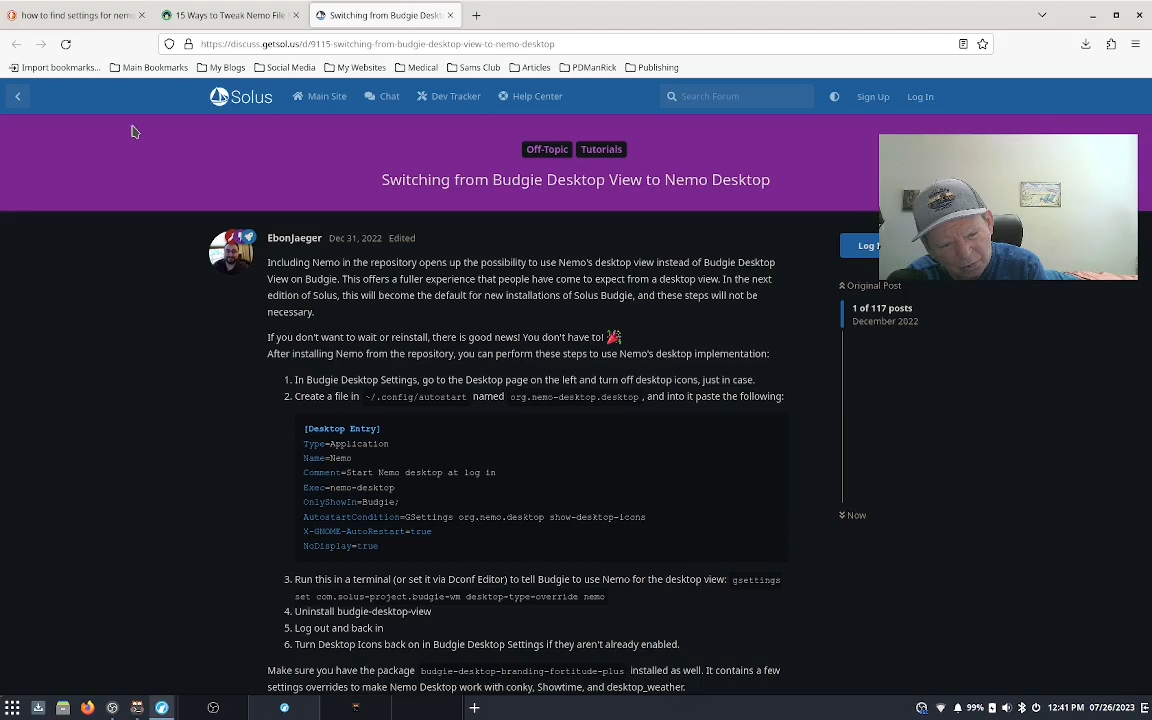 how to find settings for nemo
15 Ways to Tweak Nemo File
Switching from Budgie Deskt
https://discuss.getsol.us/d/9115-switching-from-budgie-desktop-view-to-nemo-desktop
Import bookmarks...
Main Bookmarks
My Blogs
Social Media
My Websites
Medical
Sams Club
Articles
PDManRick
Publishing
Solus
Main Site
Chat
Dev Tracker
Help Center
Search Forum
Sign Up
Log In
Off-Topic
Tutorials
Switching from Budgie Desktop View to Nemo Desktop
EbonJaeger Dec 31, 2022 Edited
Including Nemo in the repository opens up the possibility to use Nemo's desktop view instead of Budgie Desktop
View on Budgie. This offers a fuller experience that people have come to expect from a desktop view. In the next
edition of Solus, this will become the default for new installations of Solus Budgie, and these steps will not be
necessary.
If you don't want to wait or reinstall, there is good news! You don't have to!
After installing Nemo from the repository, you can perform these steps to use Nemo's desktop implementation:
1. In Budgie Desktop Settings, go to the Desktop page on the left and turn off desktop icons, just in case.
2. Create a file in ~/.config/autostart named org.nemo-desktop.desktop, and into it paste the following:
[Desktop Entry]
Type=Application
Name=Nemo
Comment=Start Nemo desktop at log in
Exec=nemo-desktop
OnlyShowIn=Budgie;
AutostartCondition=GSettings org.nemo.desktop show-desktop-icons
X-GNOME-AutoRestart=true
NoDisplay=true
3. Run this in a terminal (or set it via Dconf Editor) to tell Budgie to use Nemo for the desktop view: gsettings
set com.solus-project.budgie-wm desktop-type-override nemo
4. Uninstall budgie-desktop-view
5. Log out and back in
6. Turn Desktop Icons back on in Budgie Desktop Settings if they aren't already enabled.
Make sure you have the package budgie-desktop-branding-fortitude-plus installed as well. It contains a few
settings overrides to make Nemo Desktop work with conky, Showtime, and desktop_weather.
Log
Original Post
1 of 117 posts
December 2022
Now
99%
12:41 PM 07/26/2023